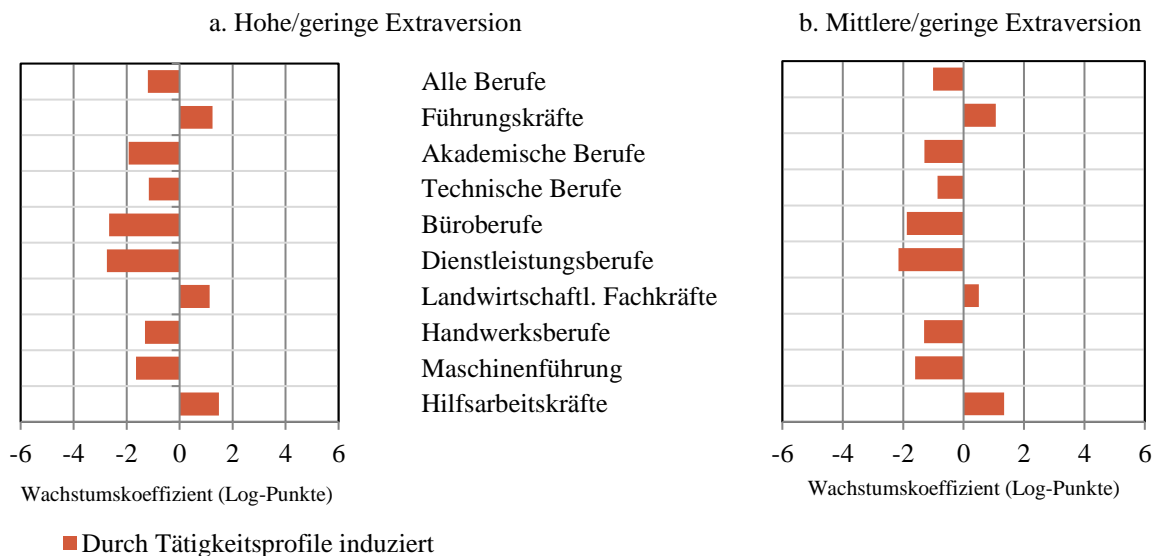 a. Hohe/geringe Extraversion
b. Mittlere/geringe Extraversion
Alle Berufe
Führungskräfte
Akademische Berufe
Technische Berufe
Büroberufe
Dienstleistungsberufe
Landwirtschaftl. Fachkräfte
Handwerksberufe
Maschinenführung
Hilfsarbeitskräfte
-6 -4 -2 0 2 4 6
Wachstumskoeffizient (Log-Punkte)
-6 -4 -2 0 2 4 6
Wachstumskoeffizient (Log-Punkte)
Durch Tätigkeitsprofile induziert